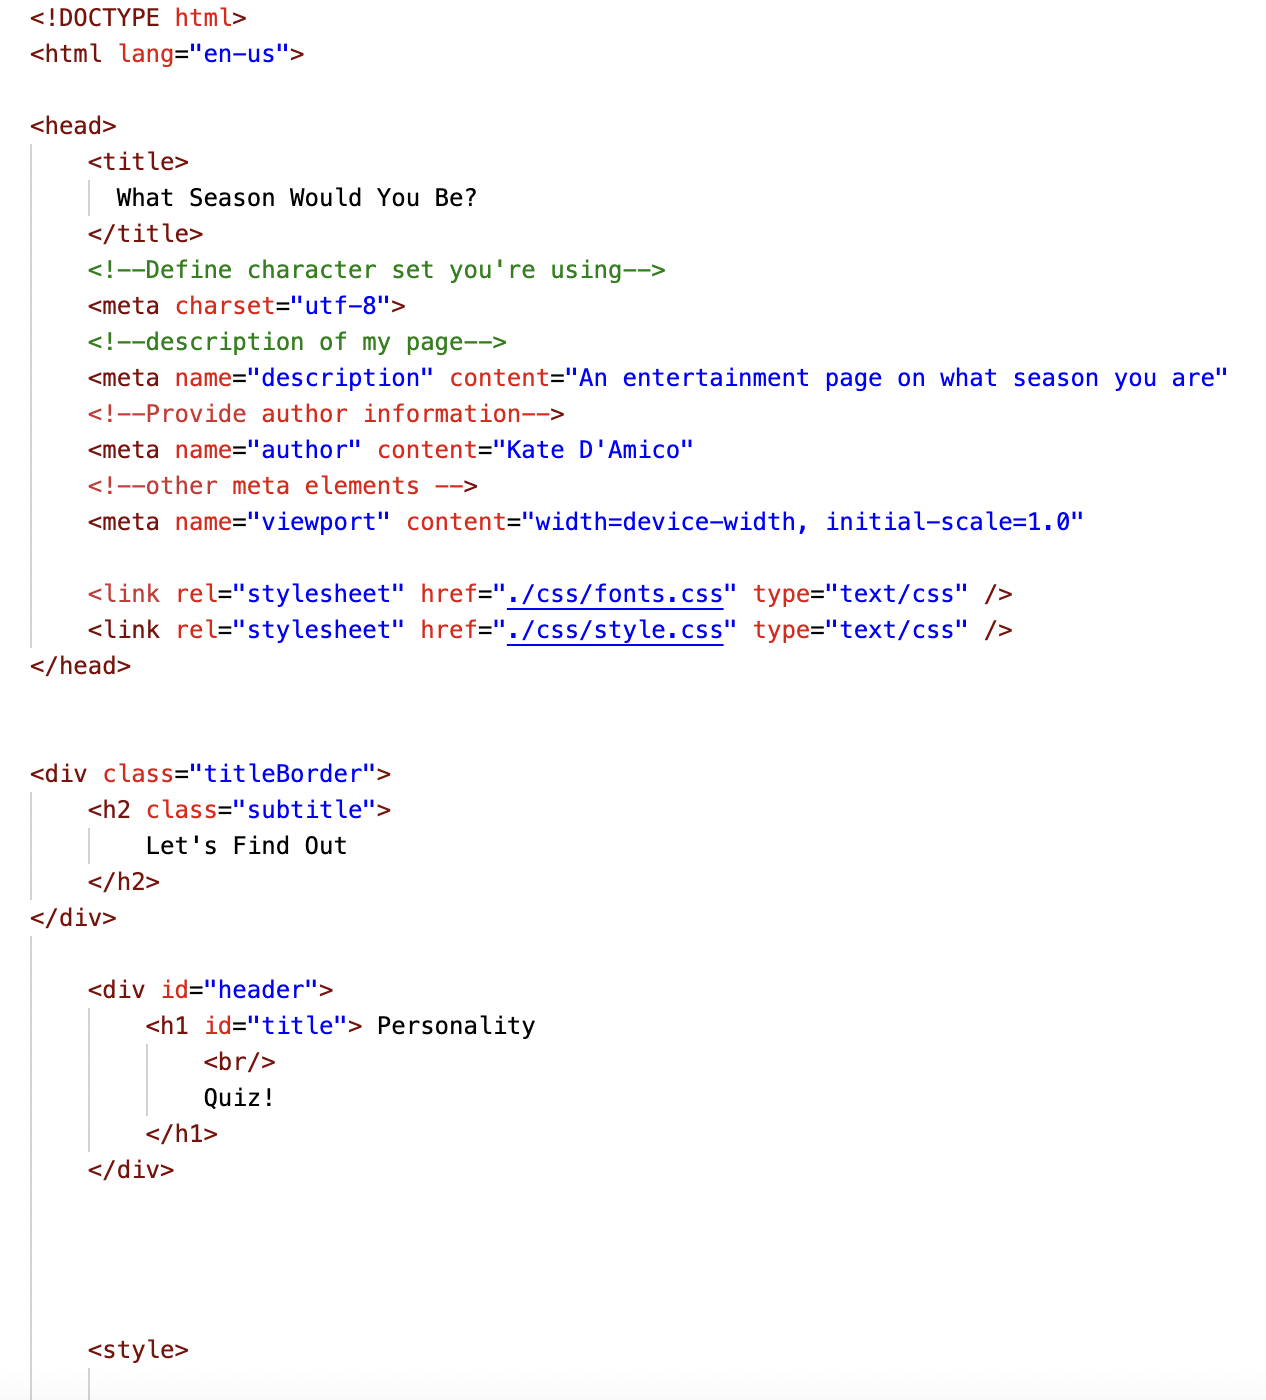 <!DOCTYPE html>
<html lang="en-us">
<head>
<title>
What Season Would You Be?
</title>
<!--Define character set you're using-->
<meta charset="utf-8">
<!--description of my page-->
<meta name="description" content="An entertainment page on what season you are"
<!--Provide author information-->
<meta name="author" content="Kate D'Amico"
<!--other meta elements -->
<meta name="viewport" content="width=device-width, initial-scale=1.0"
<link rel="stylesheet" href="./css/fonts.css" type="text/css" />
<link rel="stylesheet" href="./css/style.css" type="text/css" />
</head>
<div class="titleBorder">
<h2 class="subtitle">
Let's Find Out
</h2>
</div>
<div id="header">
<h1 id="title"> Personality
<br/>
Quiz!
</h1>
</div>
<style>